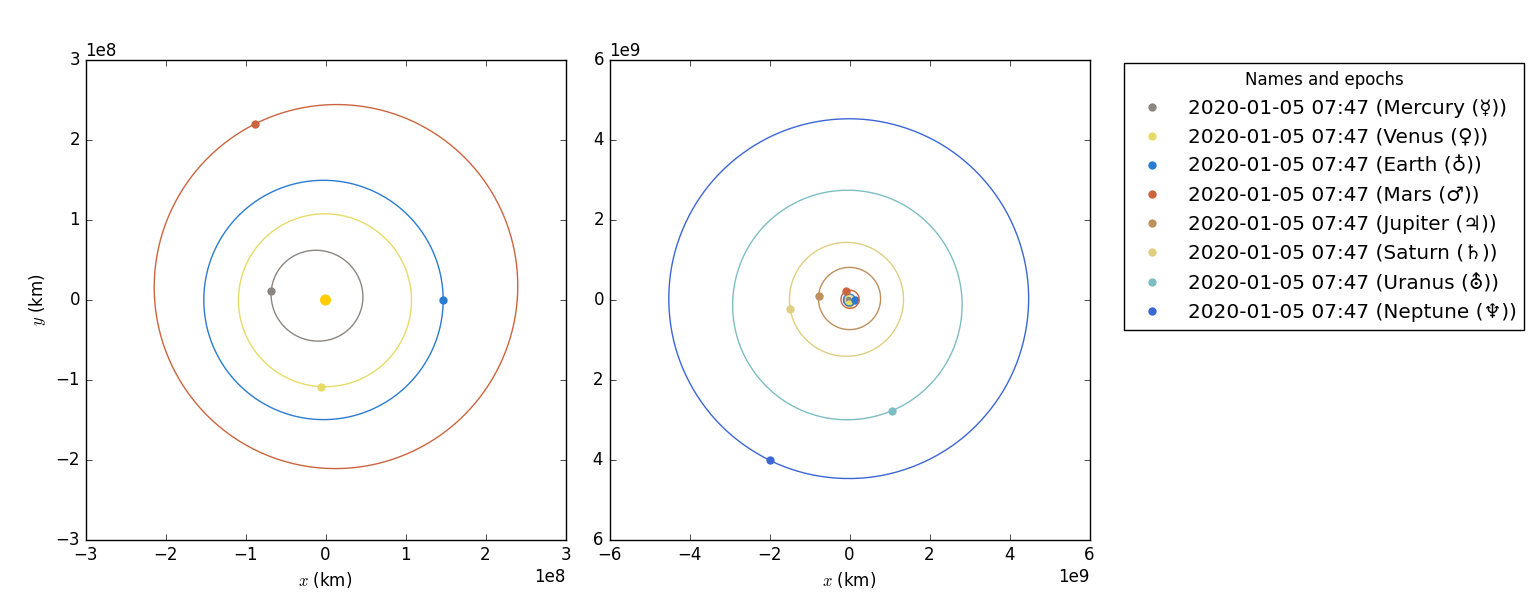 1e8
3
2
1
0
−1
−2
−3
y (km)
−3 −2 −1 0 1 2 3
1e8
x (km)
1e9
6
4
2
0
2
4
6
−6 −4 −2 0 2 4 6
1e9
x (km)
Names and epochs
2020-01-05 07:47 (Mercury (☿))
2020-01-05 07:47 (Venus (♀))
2020-01-05 07:47 (Earth (♁))
2020-01-05 07:47 (Mars (♂))
2020-01-05 07:47 (Jupiter (♃))
2020-01-05 07:47 (Saturn (♄))
2020-01-05 07:47 (Uranus (⛢))
2020-01-05 07:47 (Neptune (♆))